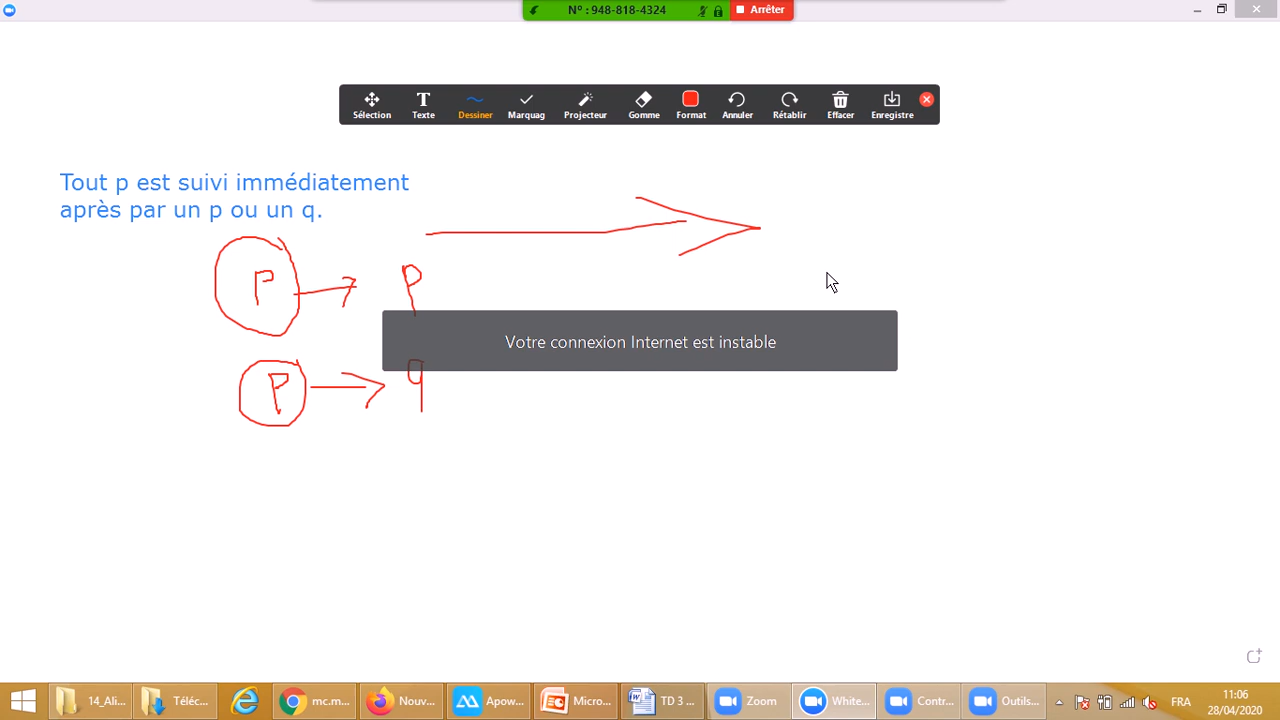 N° : 948-818-4324 Arrêter
Sélection Texte Dessiner Marquag Projecteur Gomme Format Annuler Rétablir Effacer Enregistre
Tout p est suivi immédiatement
après par un p ou un q.
P P
Votre connexion Internet est instable
P q
14_Ali... Téléc... mc.m... Nouv... Apow... Micro... TD 3 ... Zoom White... Contr... Outils... FRA 11:06
28/04/2020